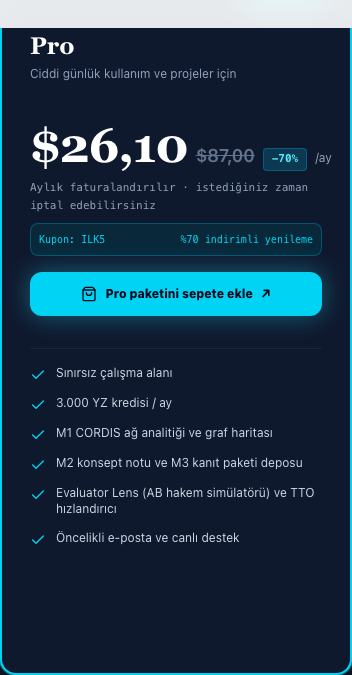 Pro
Ciddi günlük kullanım ve projeler için
$26,10 $87,00 −70% /ay
Aylık faturalandırılır · istediğiniz zaman
iptal edebilirsiniz
Kupon: ILK5 %70 indirimli yenileme
Pro paketini sepete ekle ↗
Sınırsız çalışma alanı
3.000 YZ kredisi / ay
M1 CORDIS ağ analitiği ve graf haritası
M2 konsept notu ve M3 kanıt paketi deposu
Evaluator Lens (AB hakem simülatörü) ve TTO
hızlandırıcı
Öncelikli e-posta ve canlı destek